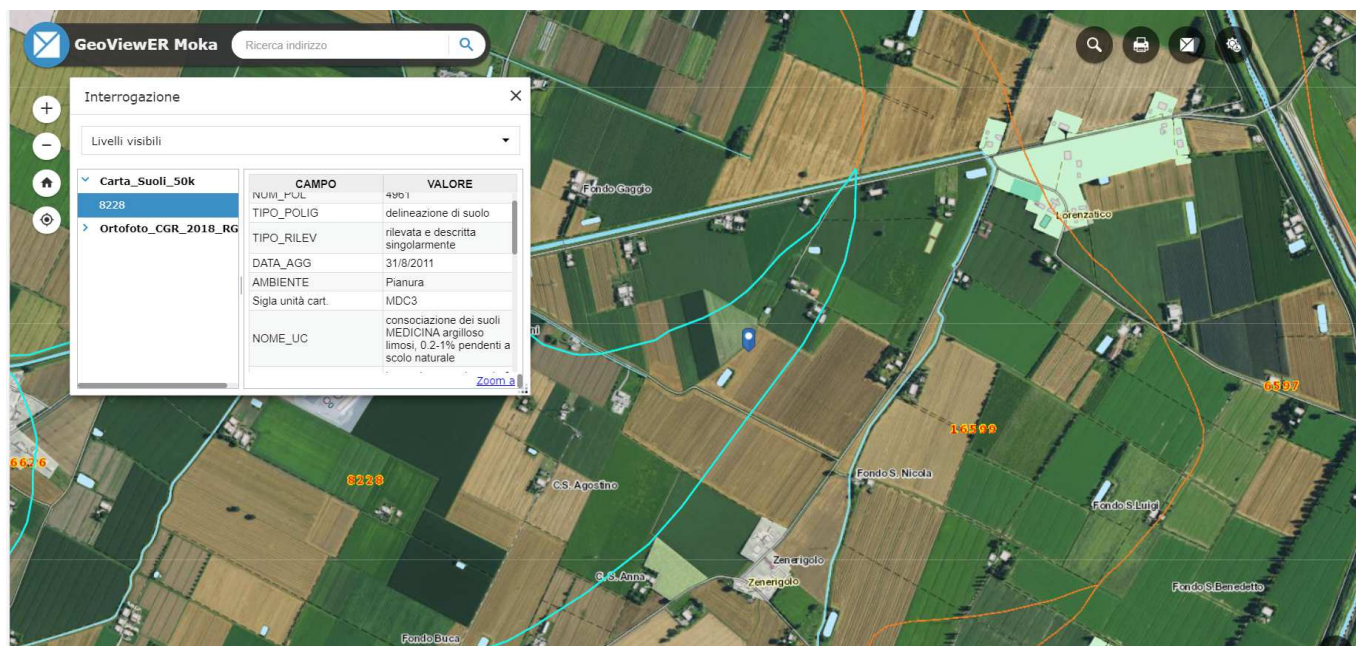 GeoViewER Moka
Ricerca indirizzo
Interrogazione
Livelli visibili
Carta_Suoli_50k
8228
Ortofoto_CGR_2018_RG
CAMPO VALORE
NUM_POL 4961
TIPO_POLIG delineazione di suolo
TIPO_RILEV rilevata e descritta
singolarmente
DATA_AGG 31/8/2011
AMBIENTE Pianura
Sigla unità cart. MDC3
NOME_UC consociazione dei suoli
MEDICINA argilloso
limosi, 0.2-1% pendenti a
scolo naturale
Zoom a
Fondo Gaggio
Lorenzatico
ni
6597
16599
6626
8228
C.S. Agostino
Fondo S. Nicola
Fondo S.Luigi
Zenerigolo
Zenerigolo
C. S. Anna
Fondo S.Benedetto
Fondo Buca